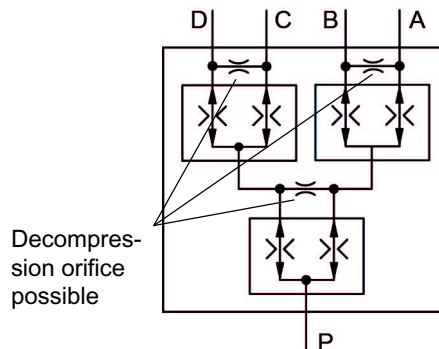 D C B A
Decompres-
sion orifice
possible
P